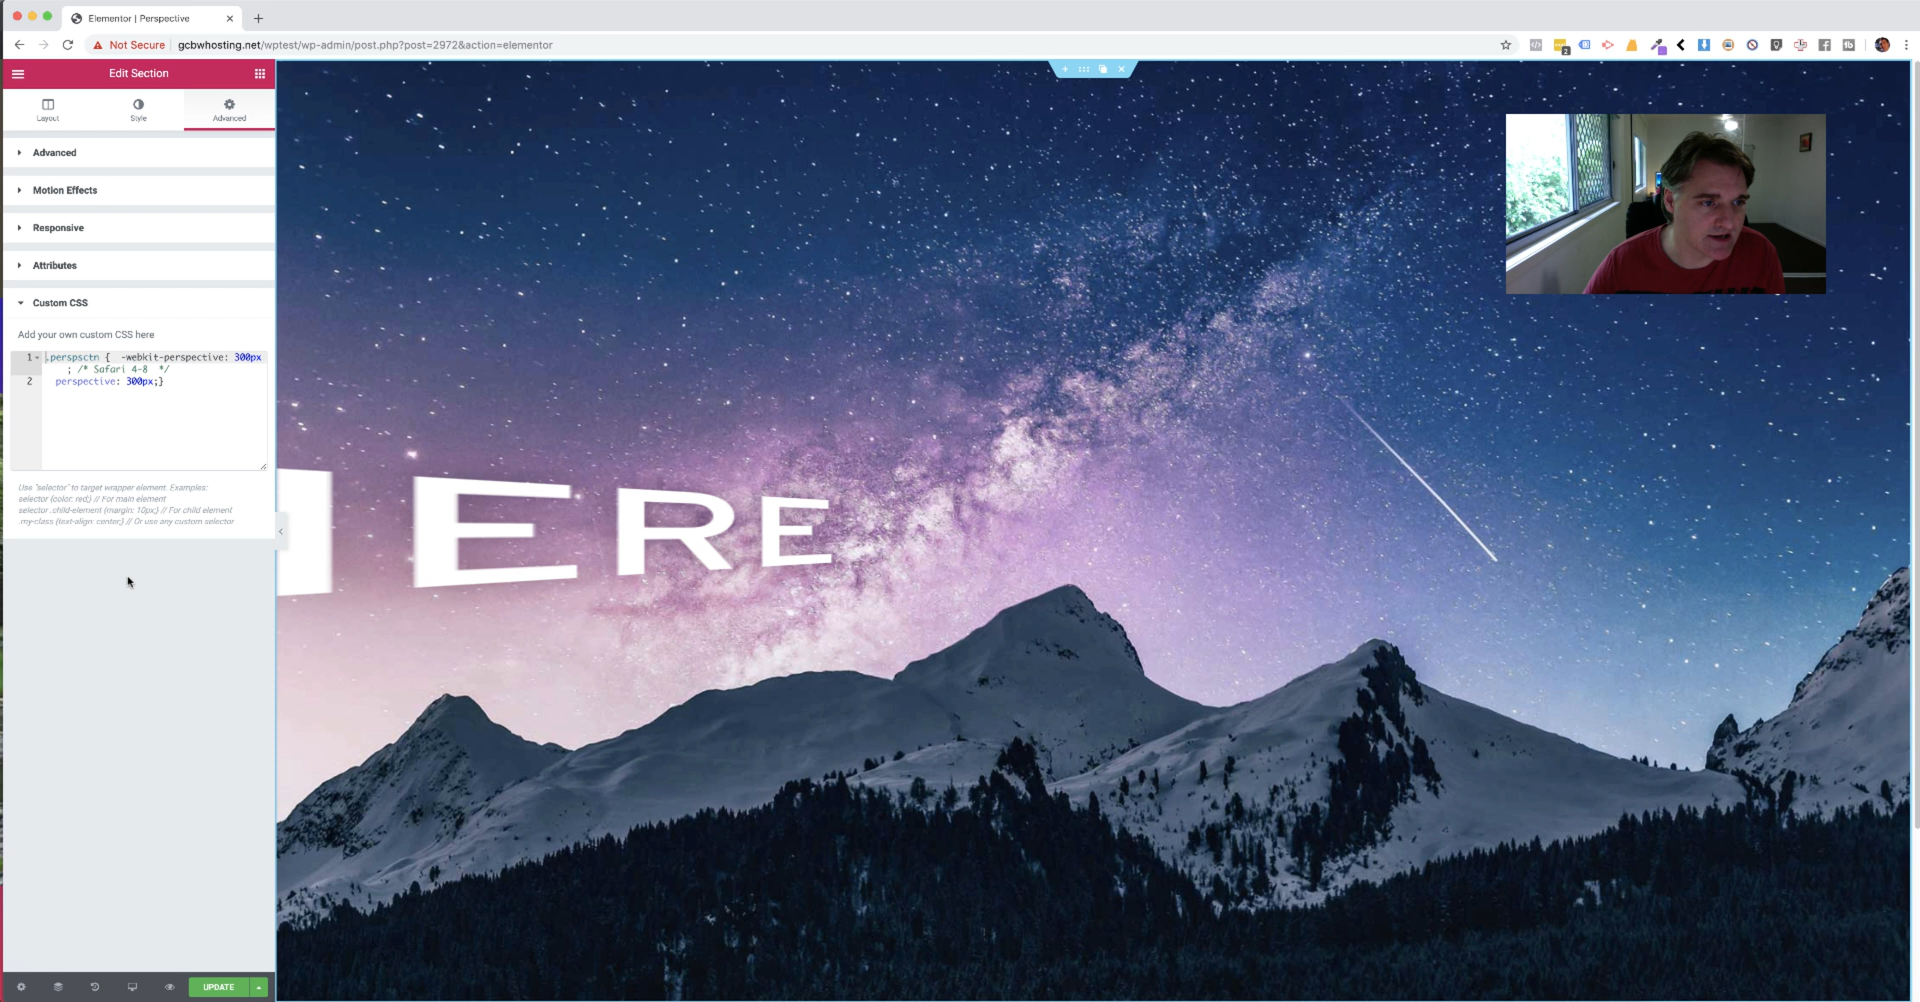 Elementor | Perspective
Not Secure | gcbwhosting.net/wptest/wp-admin/post.php?post=2972&action=elementor
Edit Section
Layout
Style
Advanced
Advanced
Motion Effects
Responsive
Attributes
Custom CSS
Add your own custom CSS here
1 .perspsctn { -webkit-perspective: 300px
; /* Safari 4-8 */
2 perspective: 300px;}
Use "selector" to target wrapper element. Examples:
selector {color: red;} // For main element
selector .child-element {margin: 10px;} // For child element
.my-class {text-align: center;} // Or use any custom selector
ERE
UPDATE